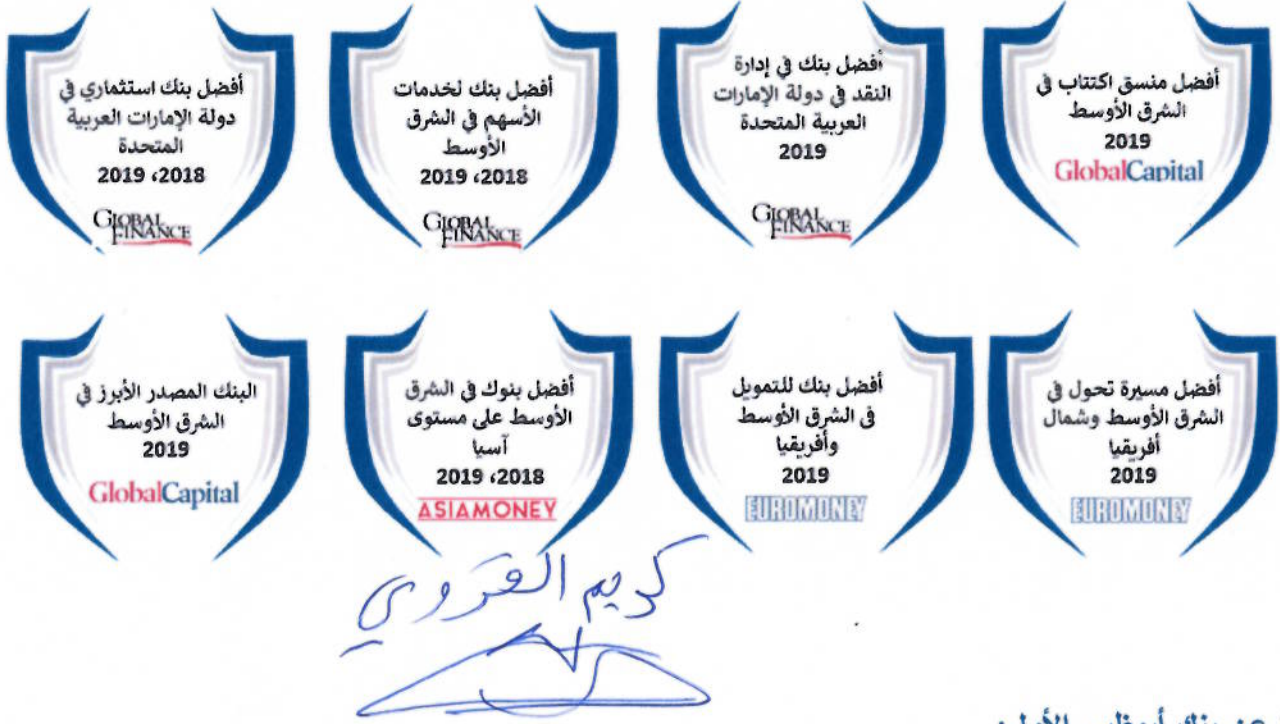 أفضل منسق اكتتاب في
الشرق الأوسط
2019
GlobalCapital
أفضل بنك في إدارة
النقد في دولة الإمارات
العربية المتحدة
2019
GLOBAL
FINANCE
أفضل بنك لخدمات
الأسهم في الشرق
الأوسط
2018، 2019
GLOBAL
FINANCE
أفضل بنك استثماري في
دولة الإمارات العربية
المتحدة
2018، 2019
GLOBAL
FINANCE
أفضل مسيرة تحول في
الشرق الأوسط وشمال
أفريقيا
2019
EUROMONEY
أفضل بنك للتمويل
في الشرق الأوسط
وأفريقيا
2019
EUROMONEY
أفضل بنوك في الشرق
الأوسط على مستوى
آسيا
2018، 2019
ASIAMONEY
البنك المصدر الأبرز في
الشرق الأوسط
2019
GlobalCapital
كريم القروي
عن بنك أبوظبي الأول: